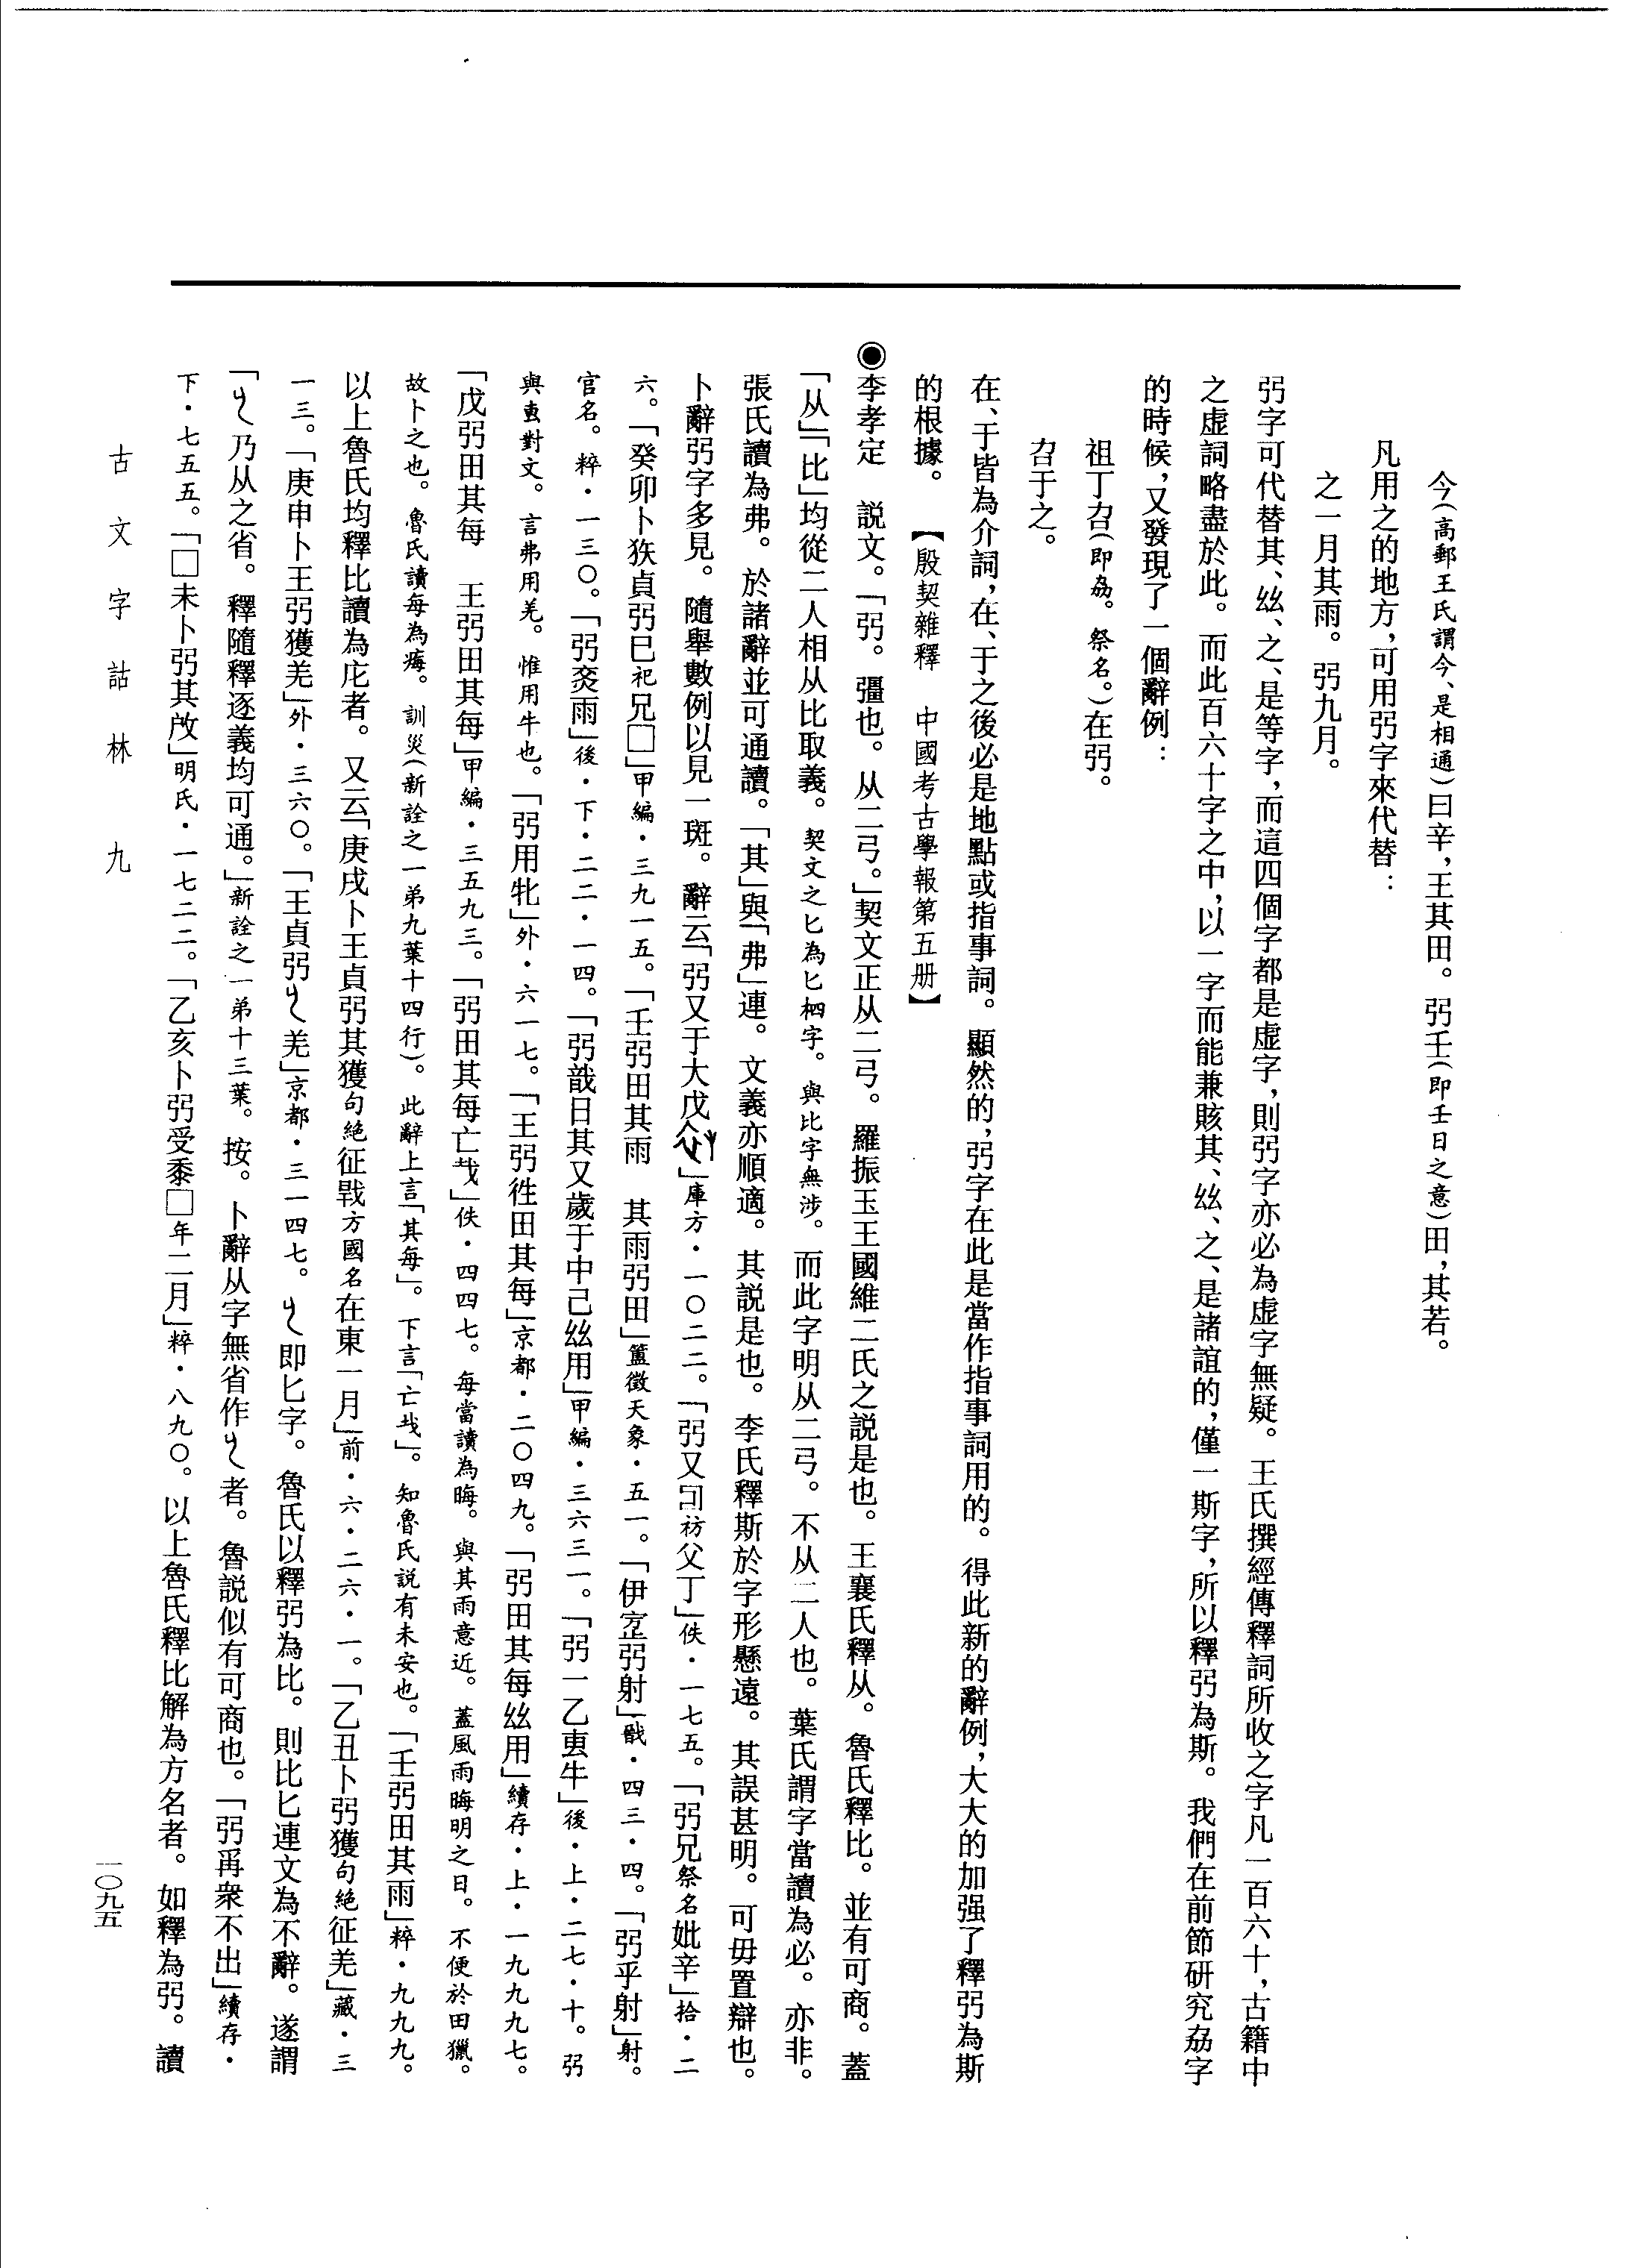 今(高郵王氏謂今、是相通)曰辛,王其田。弜壬(即壬日之意)田,其若。
凡用之的地方,可用弜字來代替:
之一月其雨。弜九月。
弜字可代替其、玆、之、是等字,而這四個字都是虛字,則弜字亦必為虛字無疑。王氏撰經傳釋詞所收之字凡一百六十,古籍中
之虛詞略盡於此。而此百六十字之中,以一字而能兼賅其、玆、之、是諸誼的,僅一斯字,所以釋弜為斯。我們在前節研究劦字
的時候,又發現了一個辭例:
祖丁召(即劦。祭名。)在弜。
召于之。
在、于皆為介詞,在、于之後必是地點或指事詞。顯然的,弜字在此是當作指事詞用的。得此新的辭例,大大的加强了釋弜為斯
的根據。【殷契雜釋 中國考古學報第五册】
◉李孝定 説文。「弜。彊也。从二弓。」契文正从二弓。羅振玉王國維二氏之説是也。王襄氏釋从。魯氏釋比。並有可商。蓋
「从」「比」均從二人相从比取義。契文之匕為匕柶字。與比字無涉。而此字明从二弓。不从二人也。葉氏謂字當讀為必。亦非。
張氏讀為弗。於諸辭並可通讀。「其」與「弗」連。文義亦順適。其説是也。李氏釋斯於字形懸遠。其誤甚明。可毋置辯也。
卜辭弜字多見。隨舉數例以見一斑。辭云「弜又于大戊」庫方・一〇二二。「弜又囗祊父丁」佚・一七五。「弜兄祭名妣辛」拾・二
六。「癸卯卜㱿貞弜巳祀兄□」甲編・三九一五。「壬弜田其雨 其雨弜田」簠徵天象・五一。「伊弜射」戩・四三・四。「弜乎射」射。
官名。粹・一三〇。「弜烄雨」後・下・二二・一四。「弜戠日其又歲于中己玆用」甲編・三六三一。「弜一乙叀牛」後・上・二七・十。弜
與叀對文。言弗用羌。惟用牛也。「弜用牝」外・六一七。「王弜徃田其每」京都・二〇四九。「弜田其每玆用」續存・上・一九九九七。
「戊弜田其每 王弜田其每」甲編・三五九三。「弜田其每亡𢦏」佚・四四七。每當讀為晦。與其雨意近。蓋風雨晦明之日。不便於田獵。
故卜之也。魯氏讀每為痗。訓災(新詮之一弟九葉十四行)。此辭上言「其每」。下言「亡𢦏」。知魯氏説有未安也。「壬弜田其雨」粹・九九九。
以上魯氏均釋比讀為庀者。又云「庚戌卜王貞弜其獲句絕征戥方國名在東一月」前・六・二六・一。「乙丑卜弜獲句絕征羌」藏・三
一三。「庚申卜王弜獲羌」外・三六〇。「王貞弜羌」京都・三一四七。即匕字。魯氏以釋弜為比。則比匕連文為不辭。遂謂
「乃从之省。釋隨釋逐義均可通。」新詮之一弟十三葉。按。卜辭从字無省作者。魯説似有可商也。「弜爯衆不出」續存・
下・七五五。「□未卜弜其攺」明氏・一七二二。「乙亥卜弜受黍□年二月」粹・八九〇。以上魯氏釋比解為方名者。如釋為弜。讀
古文字詁林 九
一〇九五